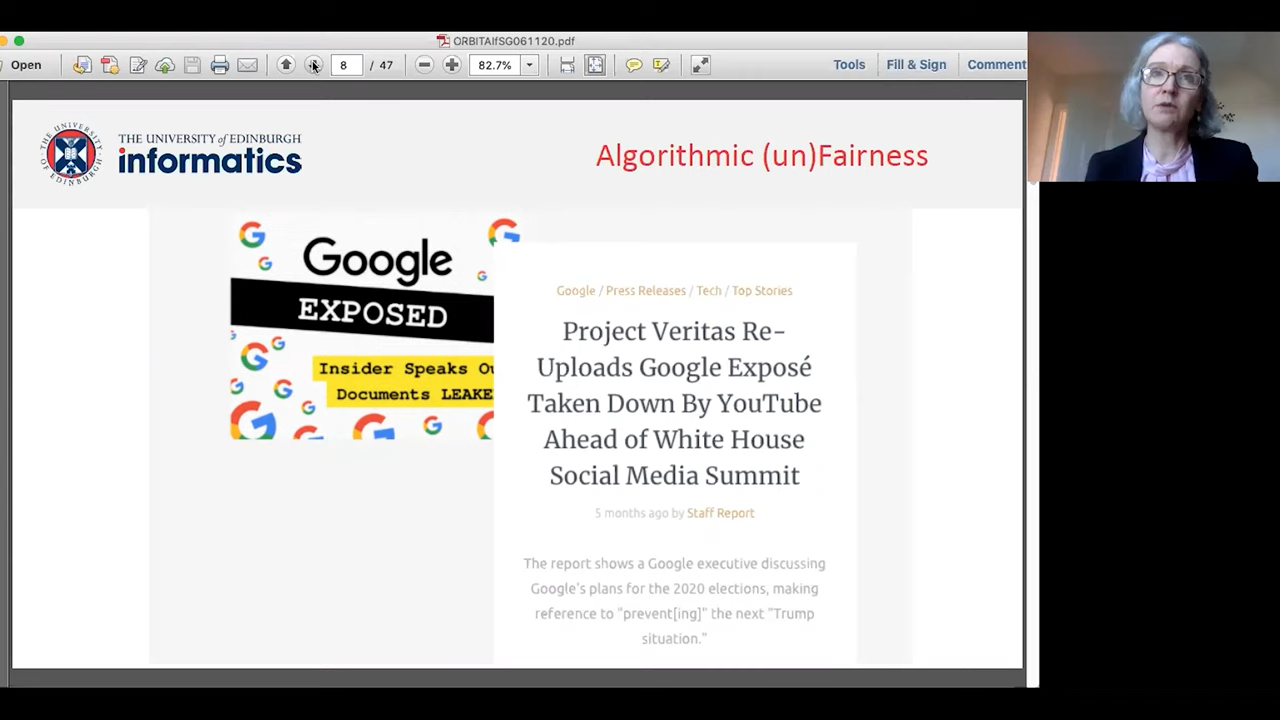 ORBITAIfSG061120.pdf
Open
8
/ 47
82.7%
Tools
Fill & Sign
Comment
THE UNIVERSITY of EDINBURGH
informatics
Algorithmic (un)Fairness
Google
EXPOSED
Insider Speaks Ou
Documents LEAKE
Google / Press Releases / Tech / Top Stories
Project Veritas Re-
Uploads Google Exposé
Taken Down By YouTube
Ahead of White House
Social Media Summit
5 months ago by Staff Report
The report shows a Google executive discussing
Google's plans for the 2020 elections, making
reference to "prevent[ing]" the next "Trump
situation."